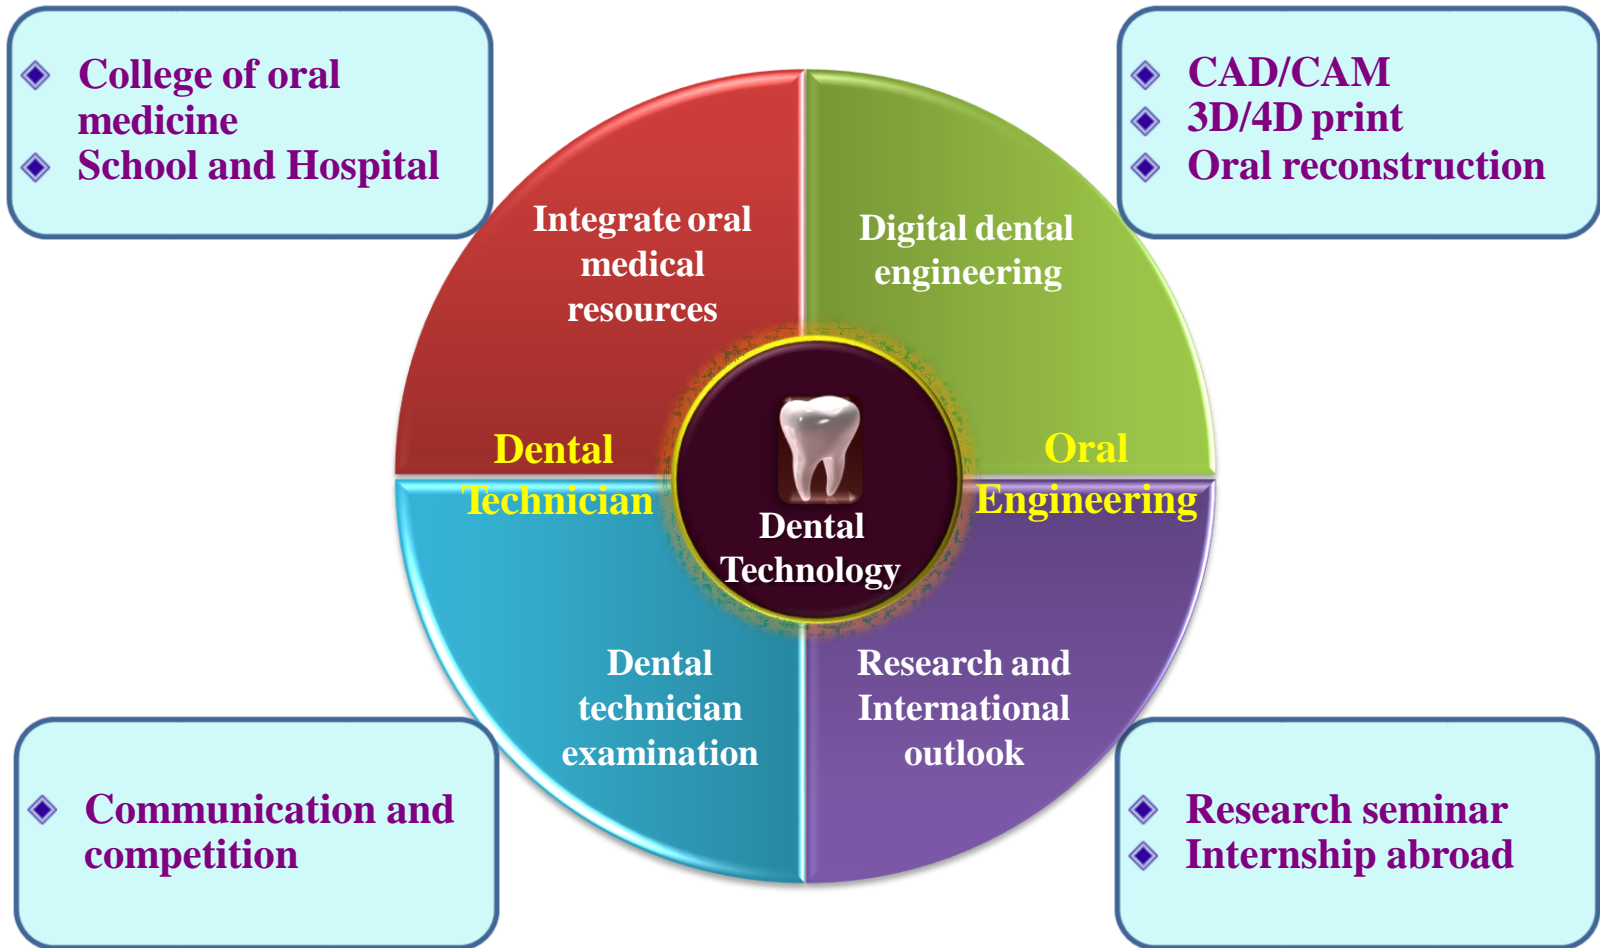 College of oral
medicine
School and Hospital
CAD/CAM
3D/4D print
Oral reconstruction
Integrate oral
medical
resources
Digital dental
engineering
Dental
Technician
Oral
Engineering
Dental
Technology
Dental
technician
examination
Research and
International
outlook
Communication and
competition
Research seminar
Internship abroad